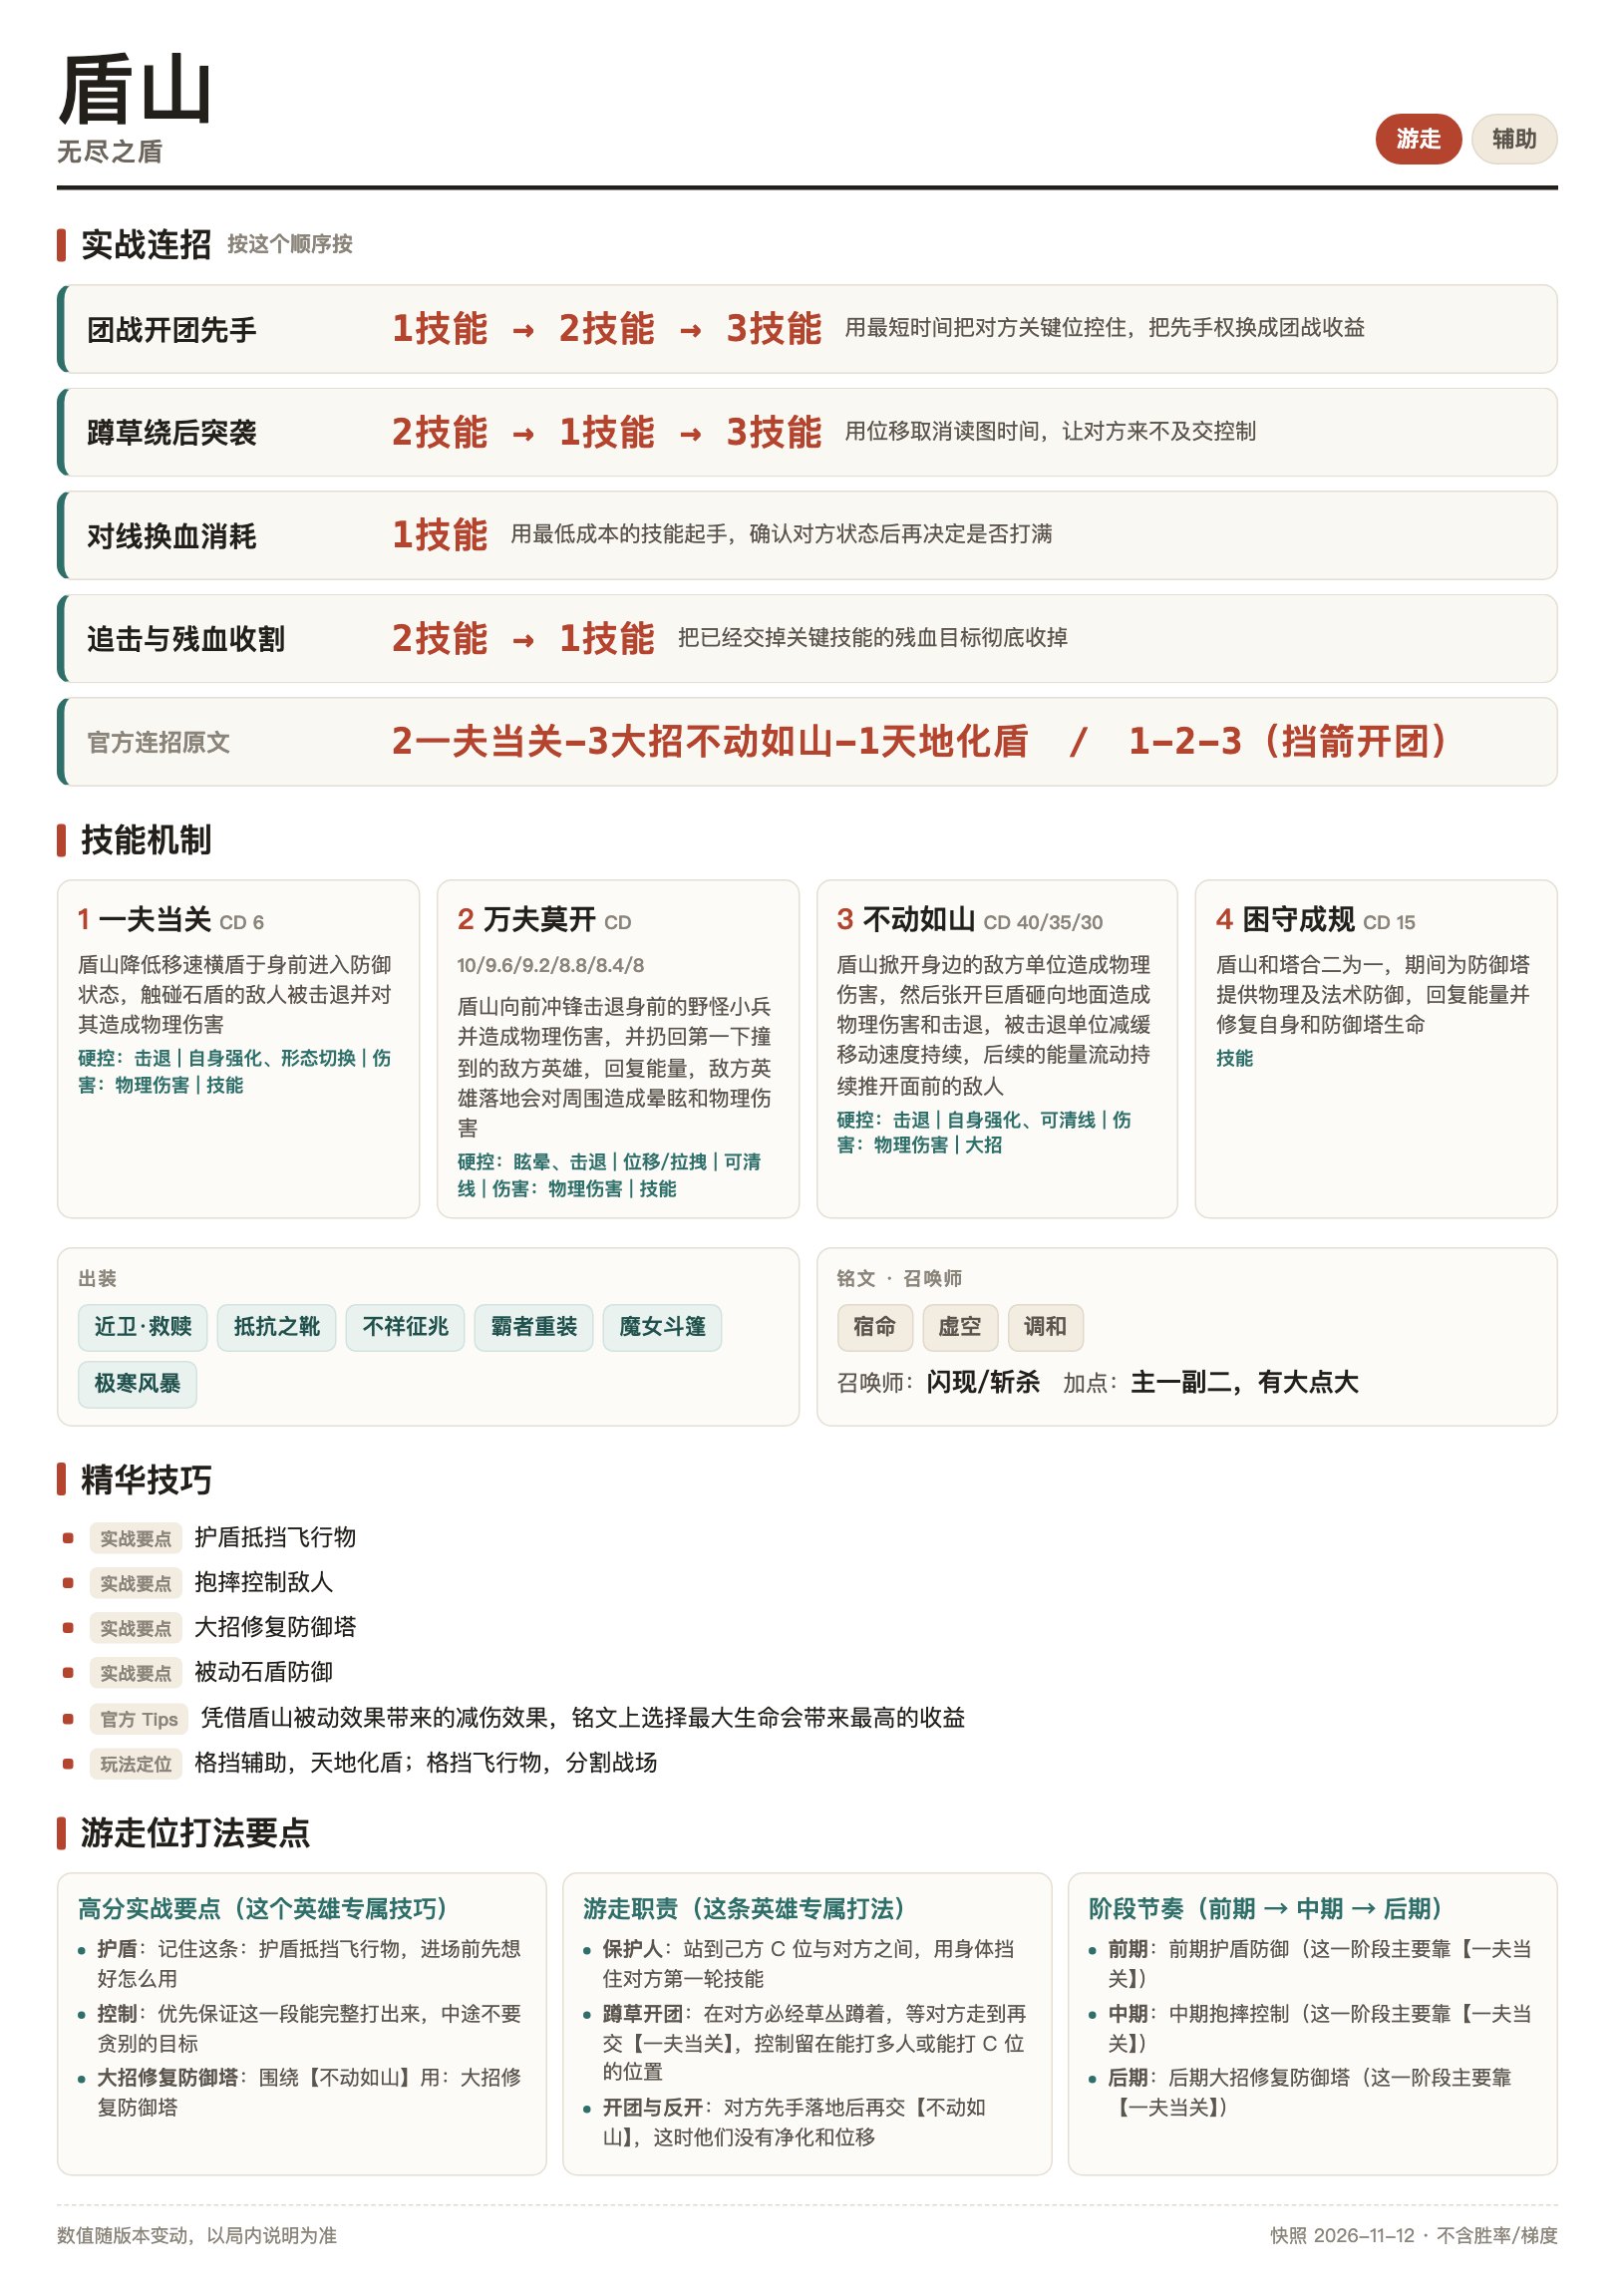 盾山
无尽之盾
游走 辅助
实战连招 按这个顺序按
团战开团先手 1技能 → 2技能 → 3技能 用最短时间把对方关键位控住，把先手权换成团战收益
蹲草绕后突袭 2技能 → 1技能 → 3技能 用位移取消读图时间，让对方来不及交控制
对线换血消耗 1技能 用最低成本的技能起手，确认对方状态后再决定是否打满
追击与残血收割 2技能 → 1技能 把已经交掉关键技能的残血目标彻底收掉
官方连招原文 2一夫当关-3大招不动如山-1天地化盾 / 1-2-3（挡箭开团）
技能机制
1 一夫当关 CD 6
盾山降低移速横盾于身前进入防御
状态，触碰石盾的敌人被击退并对
其造成物理伤害
硬控：击退 | 自身强化、形态切换 | 伤
害：物理伤害 | 技能
2 万夫莫开 CD
10/9.6/9.2/8.8/8.4/8
盾山向前冲锋击退身前的野怪小兵
并造成物理伤害，并扔回第一下撞
到的敌方英雄，回复能量，敌方英
雄落地会对周围造成晕眩和物理伤
害
硬控：眩晕、击退 | 位移/拉拽 | 可清
线 | 伤害：物理伤害 | 技能
3 不动如山 CD 40/35/30
盾山掀开身边的敌方单位造成物理
伤害，然后张开巨盾砸向地面造成
物理伤害和击退，被击退单位减缓
移动速度持续，后续的能量流动持
续推开面前的敌人
硬控：击退 | 自身强化、可清线 | 伤
害：物理伤害 | 大招
4 困守成规 CD 15
盾山和塔合二为一，期间为防御塔
提供物理及法术防御，回复能量并
修复自身和防御塔生命
技能
出装
近卫·救赎 抵抗之靴 不祥征兆 霸者重装 魔女斗篷
极寒风暴
铭文 · 召唤师
宿命 虚空 调和
召唤师：闪现/斩杀 加点：主一副二，有大点大
精华技巧
实战要点 护盾抵挡飞行物
实战要点 抱摔控制敌人
实战要点 大招修复防御塔
实战要点 被动石盾防御
官方 Tips 凭借盾山被动效果带来的减伤效果，铭文上选择最大生命会带来最高的收益
玩法定位 格挡辅助，天地化盾；格挡飞行物，分割战场
游走位打法要点
高分实战要点（这个英雄专属技巧）
护盾：记住这条：护盾抵挡飞行物，进场前先想
好怎么用
控制：优先保证这一段能完整打出来，中途不要
贪别的目标
大招修复防御塔：围绕【不动如山】用：大招修
复防御塔
游走职责（这条英雄专属打法）
保护人：站到己方 C 位与对方之间，用身体挡
住对方第一轮技能
蹲草开团：在对方必经草丛蹲着，等对方走到再
交【一夫当关】，控制留在能打多人或能打 C 位
的位置
开团与反开：对方先手落地后再交【不动如
山】，这时他们没有净化和位移
阶段节奏（前期 → 中期 → 后期）
前期：前期护盾防御（这一阶段主要靠【一夫当
关】）
中期：中期抱摔控制（这一阶段主要靠【一夫当
关】）
后期：后期大招修复防御塔（这一阶段主要靠
【一夫当关】）
数值随版本变动，以局内说明为准
快照 2026-11-12 · 不含胜率/梯度